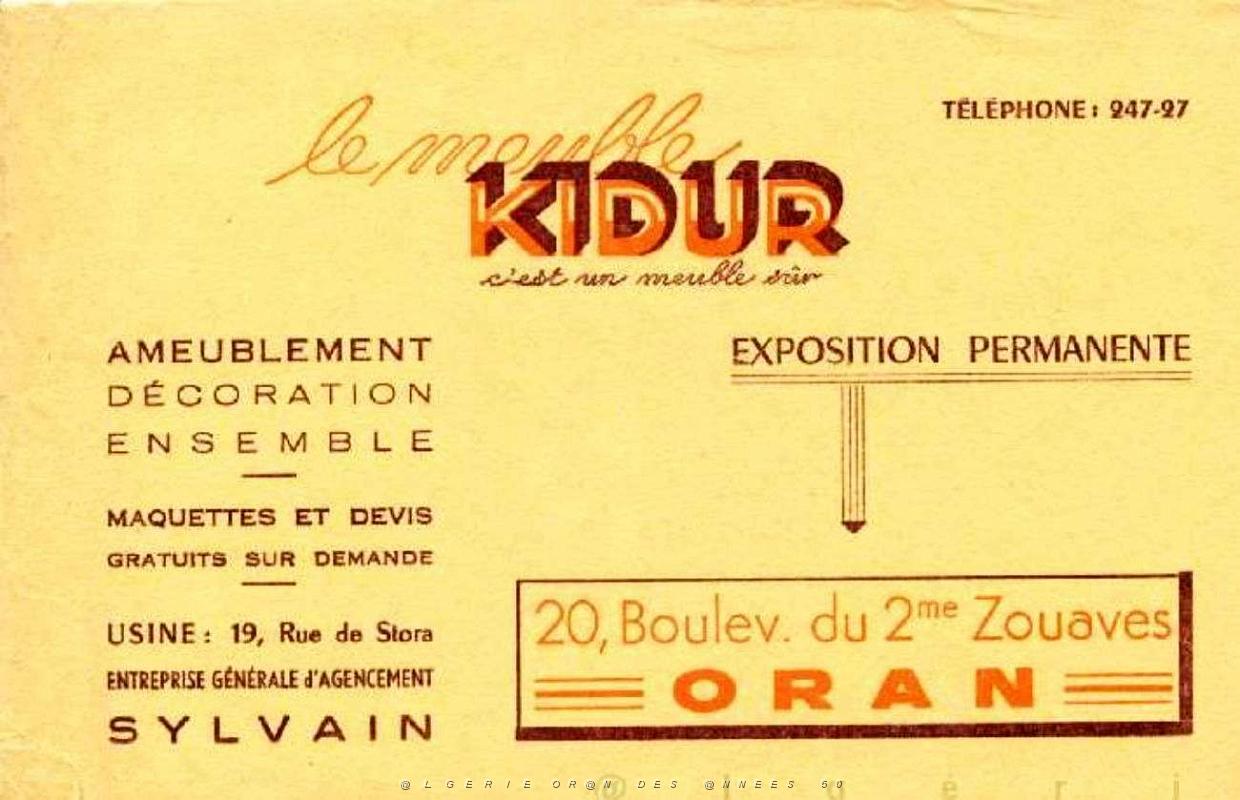 TÉLÉPHONE : 247-27
le meuble
KIDUR
c'est un meuble sûr
AMEUBLEMENT
DÉCORATION
ENSEMBLE
MAQUETTES ET DEVIS
GRATUITS SUR DEMANDE
USINE : 19, Rue de Stora
ENTREPRISE GÉNÉRALE d'AGENCEMENT
SYLVAIN
EXPOSITION PERMANENTE
20, Boulev. du 2me Zouaves
ORAN
@LGERIE OR@N DES @NNEES 50